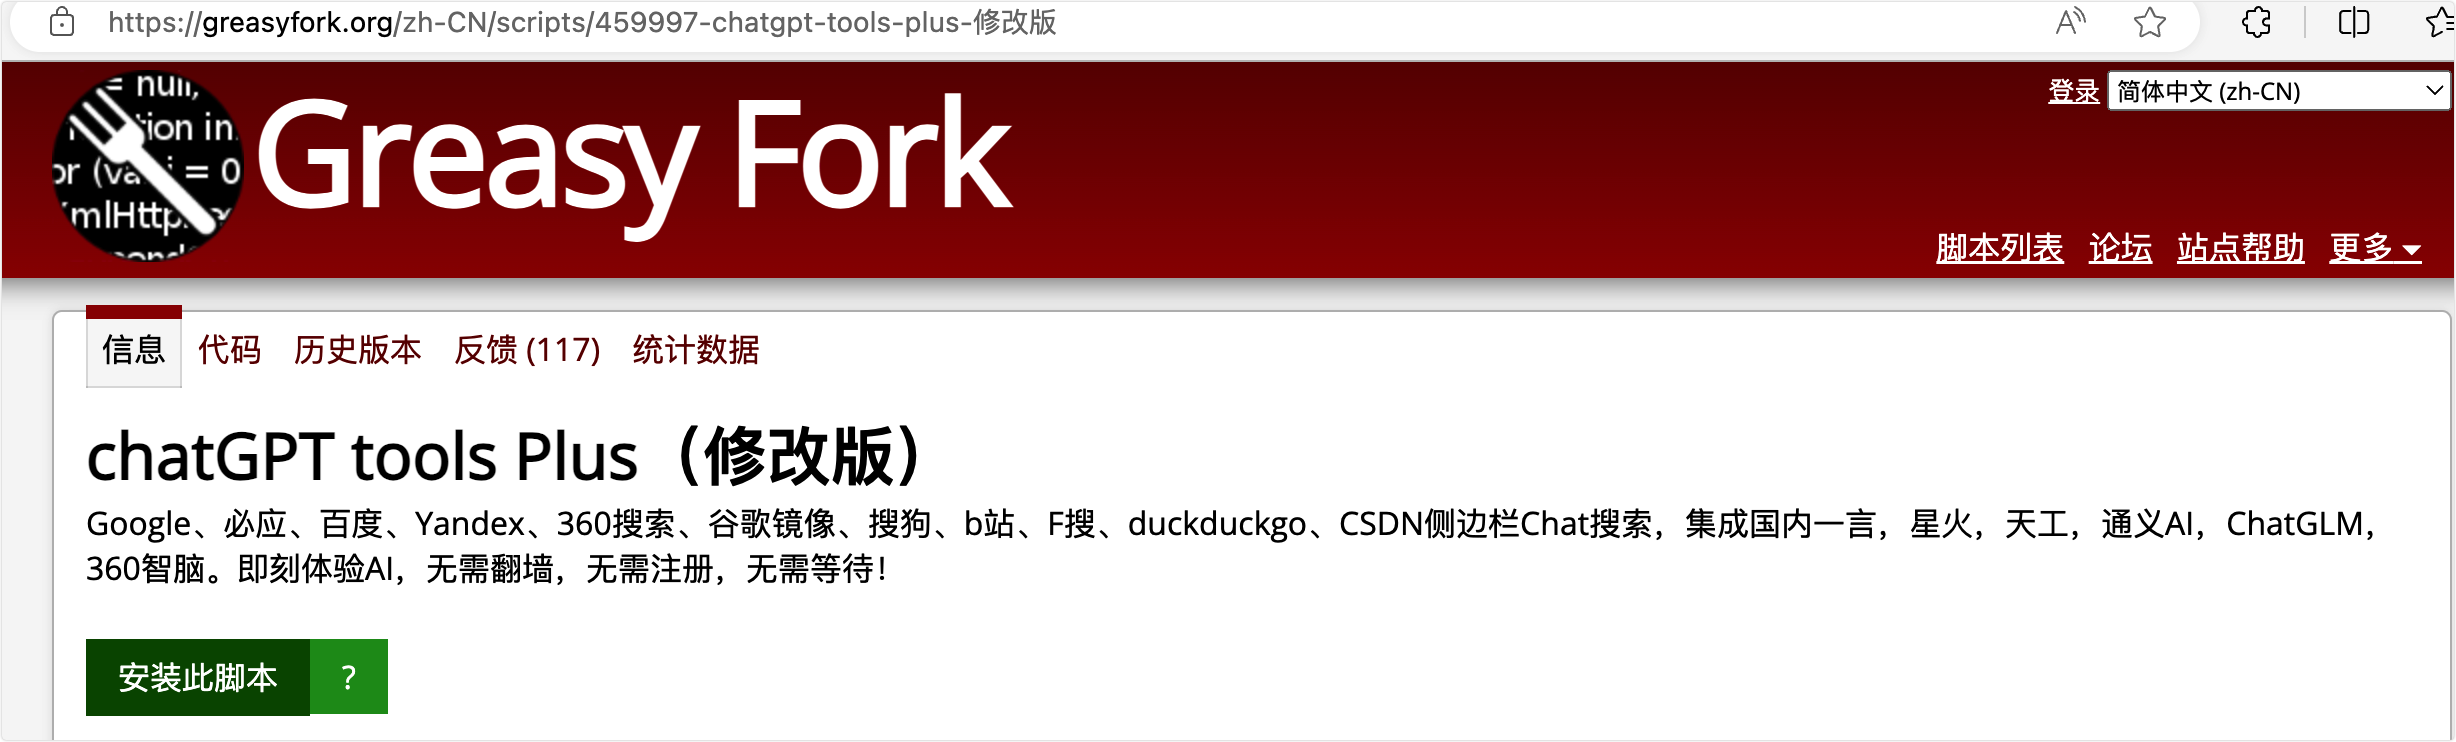 https://greasyfork.org/zh-CN/scripts/459997-chatgpt-tools-plus-修改版
= null,
ion in
or (va i = 0
mlHttp
Greasy Fork
登录 简体中文 (zh-CN)
脚本列表 论坛 站点帮助 更多
信息 代码 历史版本 反馈 (117) 统计数据
chatGPT tools Plus（修改版）
Google、必应、百度、Yandex、360搜索、谷歌镜像、搜狗、b站、F搜、duckduckgo、CSDN侧边栏Chat搜索，集成国内一言，星火，天工，通义AI，ChatGLM，
360智脑。即刻体验AI，无需翻墙，无需注册，无需等待！
安装此脚本 ?